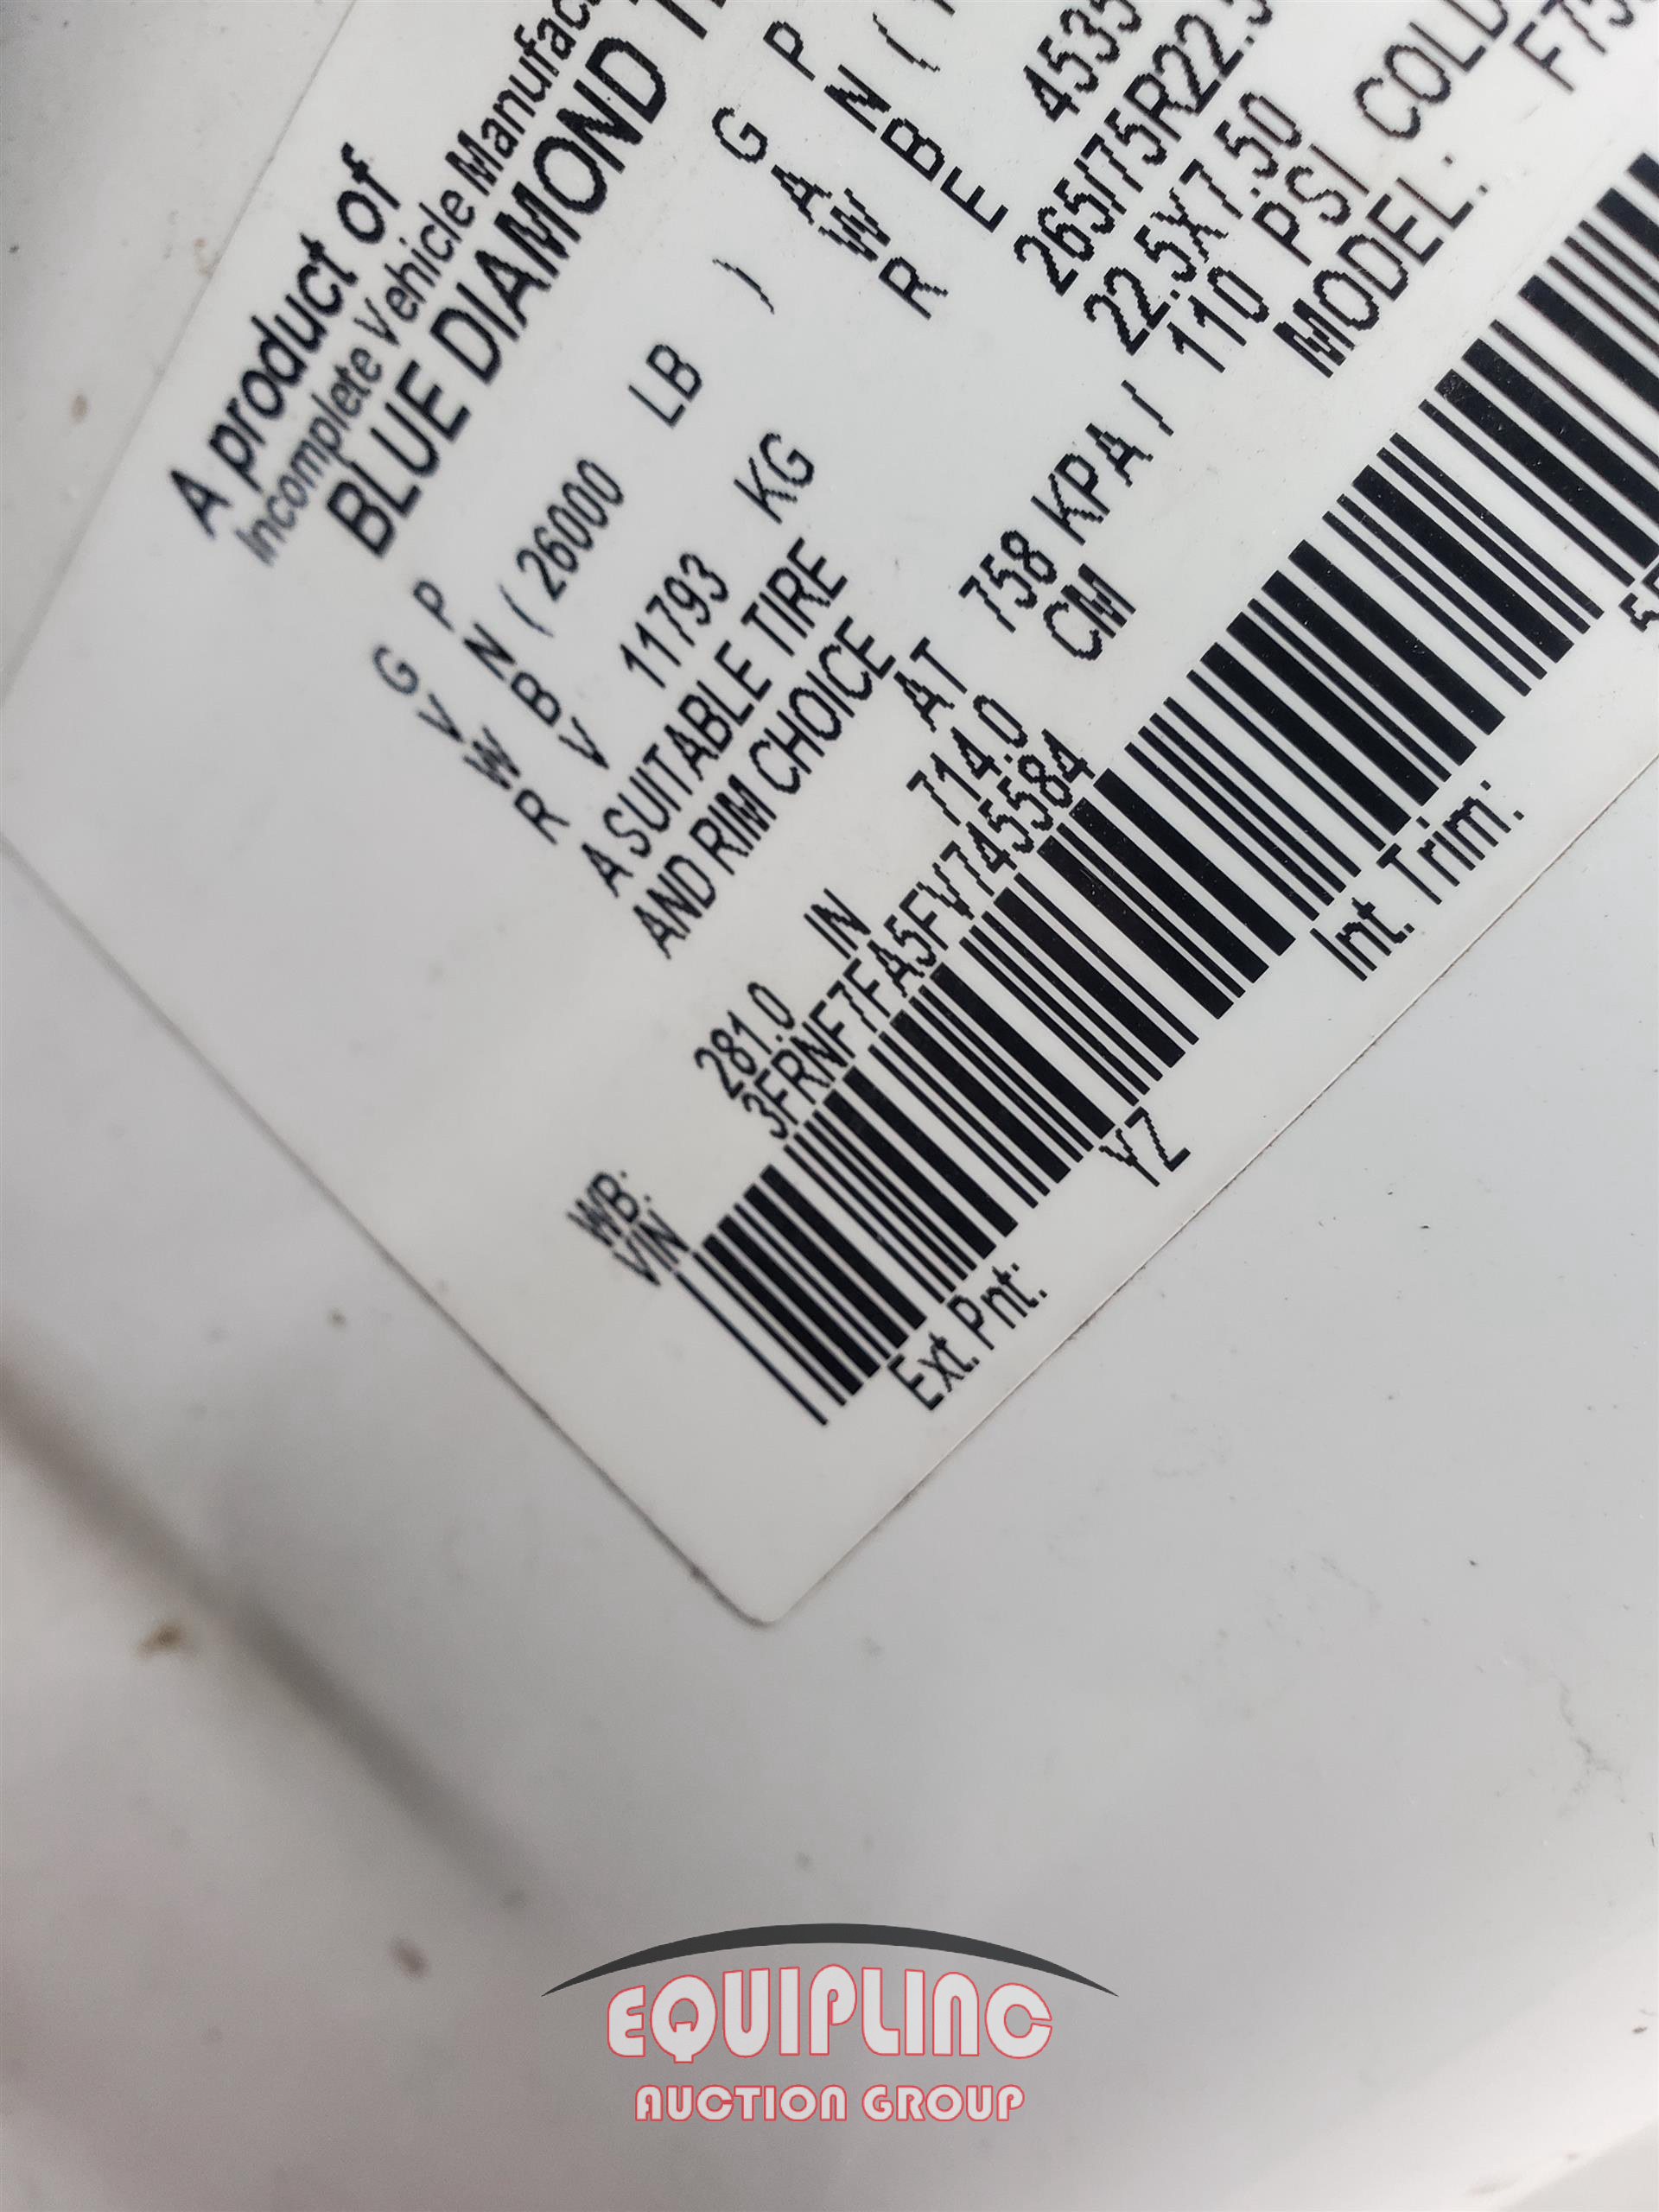 A product of
Incomplete Vehicle Manufac
BLUE DIAMOND
G P G P
V N A N
W B W B
R V R E
(26000 LB )
11793 KG 4535
A SUITABLE TIRE 265/75R22.5
AND RIM CHOICE 22.5X7.50
AT 758 KPA / 110 PSI COLD
WB: 281.0 IN 714.0 CM MODEL: F75
VIN 3FRNF7FA5FV745584
Ext. Pnt: YZ Int. Trim:
EQUIPLINC
AUCTION GROUP